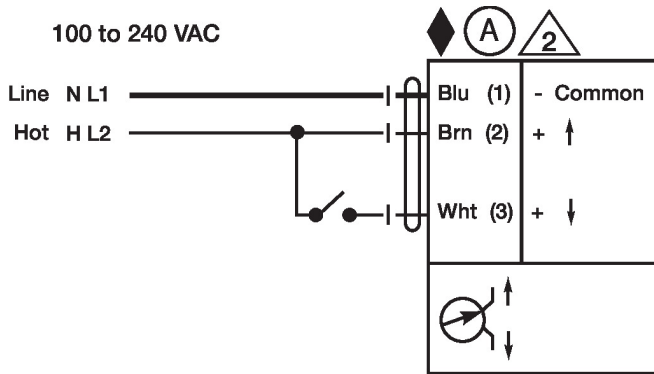 100 to 240 VAC
A
2
Line N L1
Blu (1) - Common
Hot H L2
Brn (2) + ↑
Wht (3) + ↓